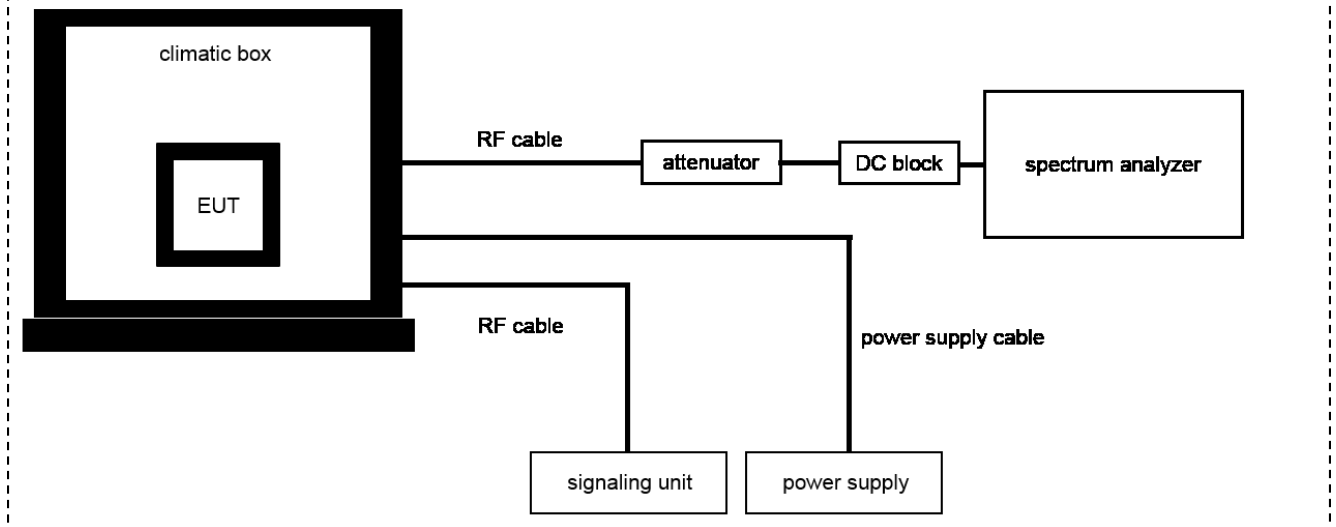 climatic box
RF cable
attenuator
DC block
spectrum analyzer
EUT
RF cable
power supply cable
signaling unit
power supply